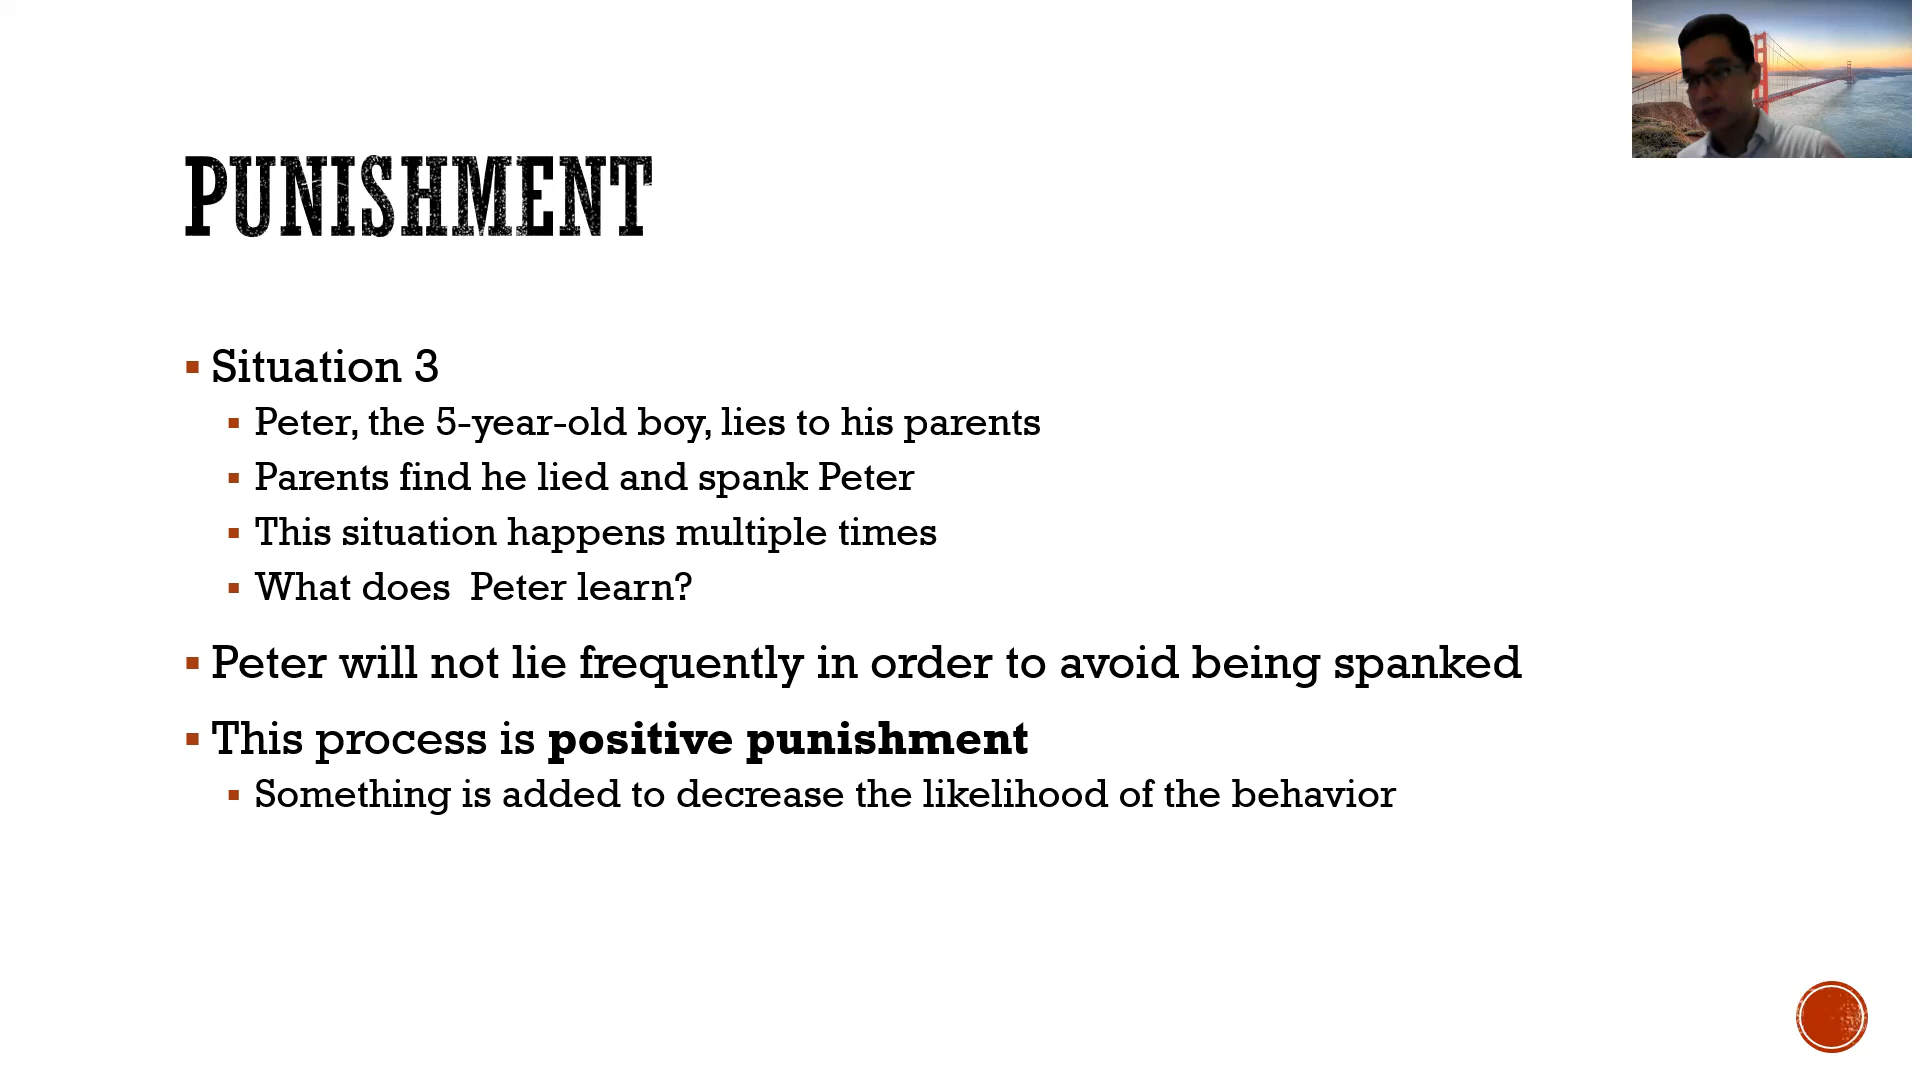 PUNISHMENT
Situation 3
Peter, the 5-year-old boy, lies to his parents
Parents find he lied and spank Peter
This situation happens multiple times
What does  Peter learn?
Peter will not lie frequently in order to avoid being spanked
This process is positive punishment
Something is added to decrease the likelihood of the behavior